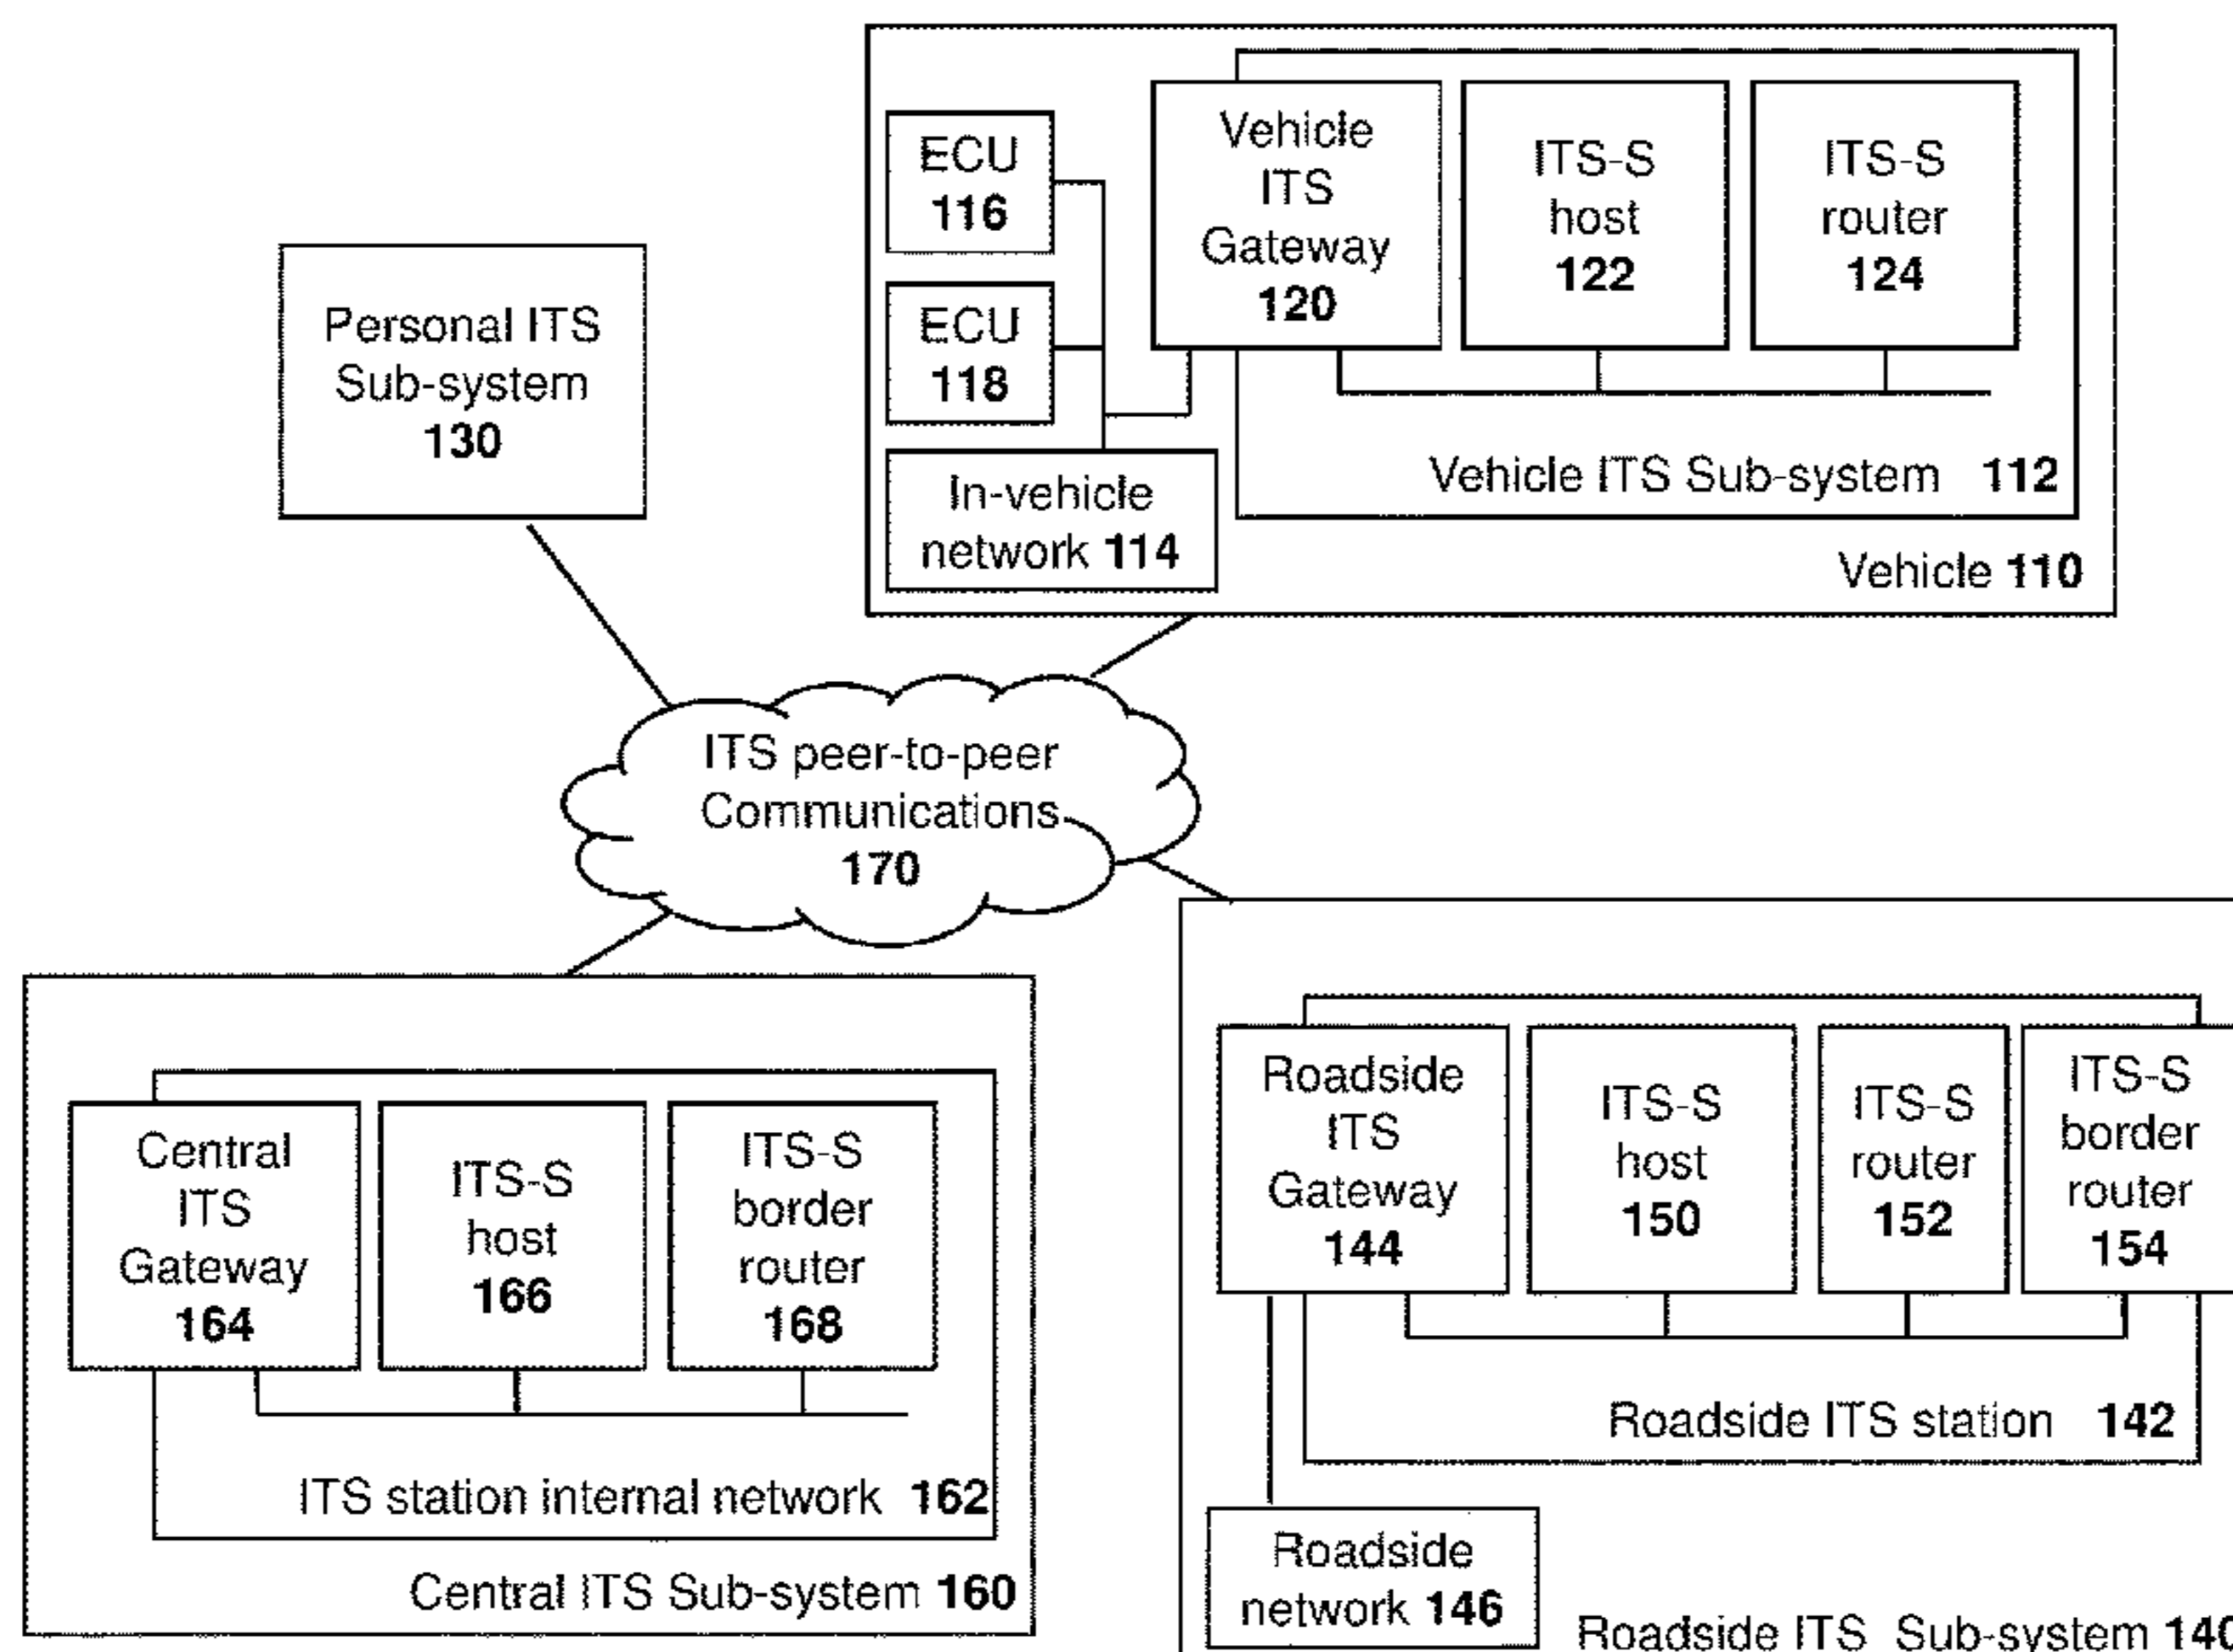 ECU
116
ECU
118
In-vehicle
network 114
Vehicle
ITS
Gateway
120
ITS-S
host
122
ITS-S
router
124
Vehicle ITS Sub-system 112
Vehicle 110
Personal ITS
Sub-system
130
ITS peer-to-peer
Communications
170
Central
ITS
Gateway
164
ITS-S
host
166
ITS-S
border
router
168
ITS station internal network 162
Central ITS Sub-system 160
Roadside
ITS
Gateway
144
ITS-S
host
150
ITS-S
router
152
ITS-S
border
router
154
Roadside ITS station 142
Roadside
network 146
Roadside ITS Sub-system 140